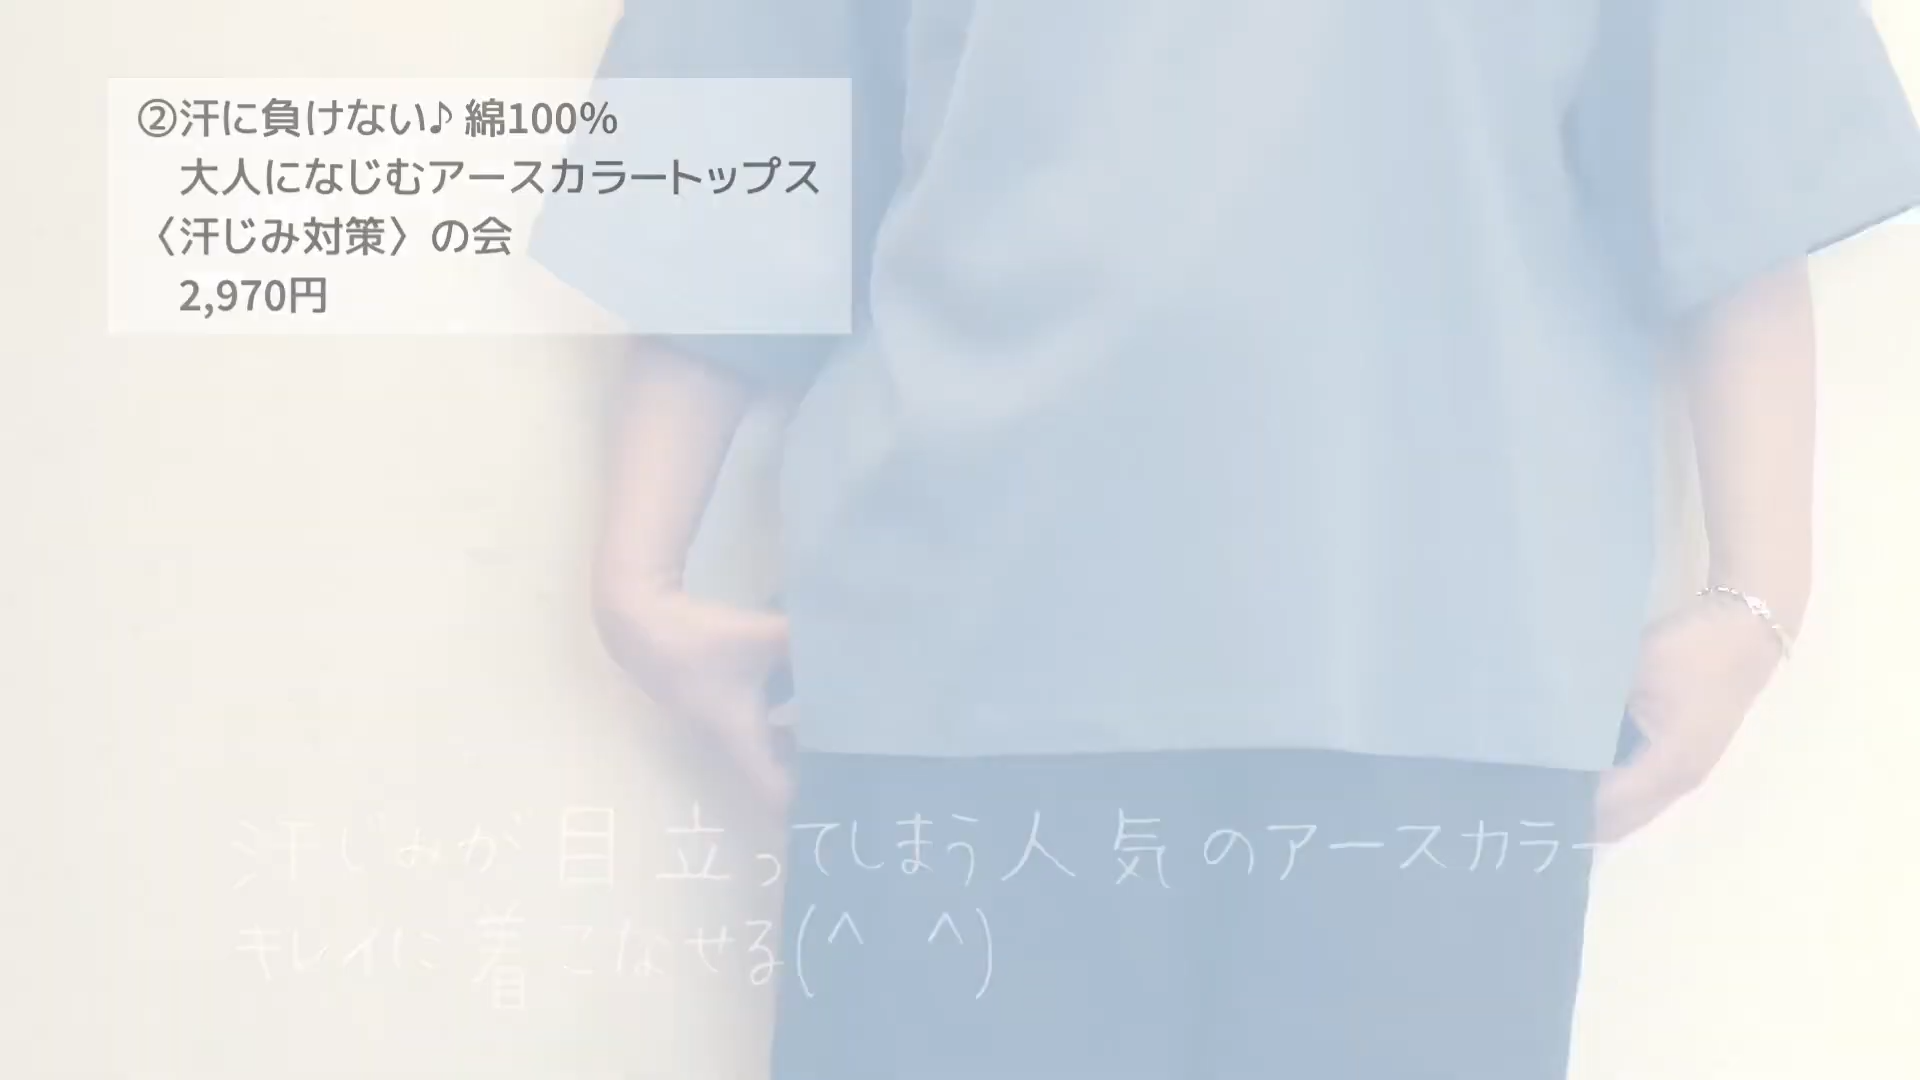 ②汗に負けない♪綿100%
大人になじむアースカラートップス
〈汗じみ対策〉の会
2,970円
汗じみが目立ってしまう人気のアースカラー
キレイに着こなせる(^ ^)